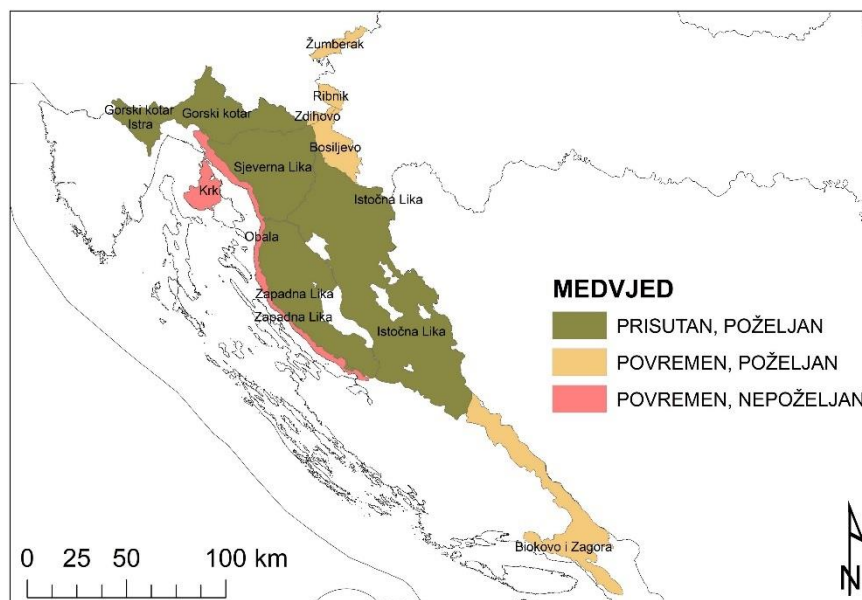 Žumberak
Ribnik
Zdihovo
Bosiljevo
Gorski kotar
Istra
Gorski kotar
Sjeverna Lika
Krk
Istočna Lika
Obala
Zapadna Lika
Zapadna Lika
Istočna Lika
Biokovo i Zagora
MEDVJED
PRISUTAN, POŽELJAN
POVREMEN, POŽELJAN
POVREMEN, NEPOŽELJAN
0 25 50 100 km
N